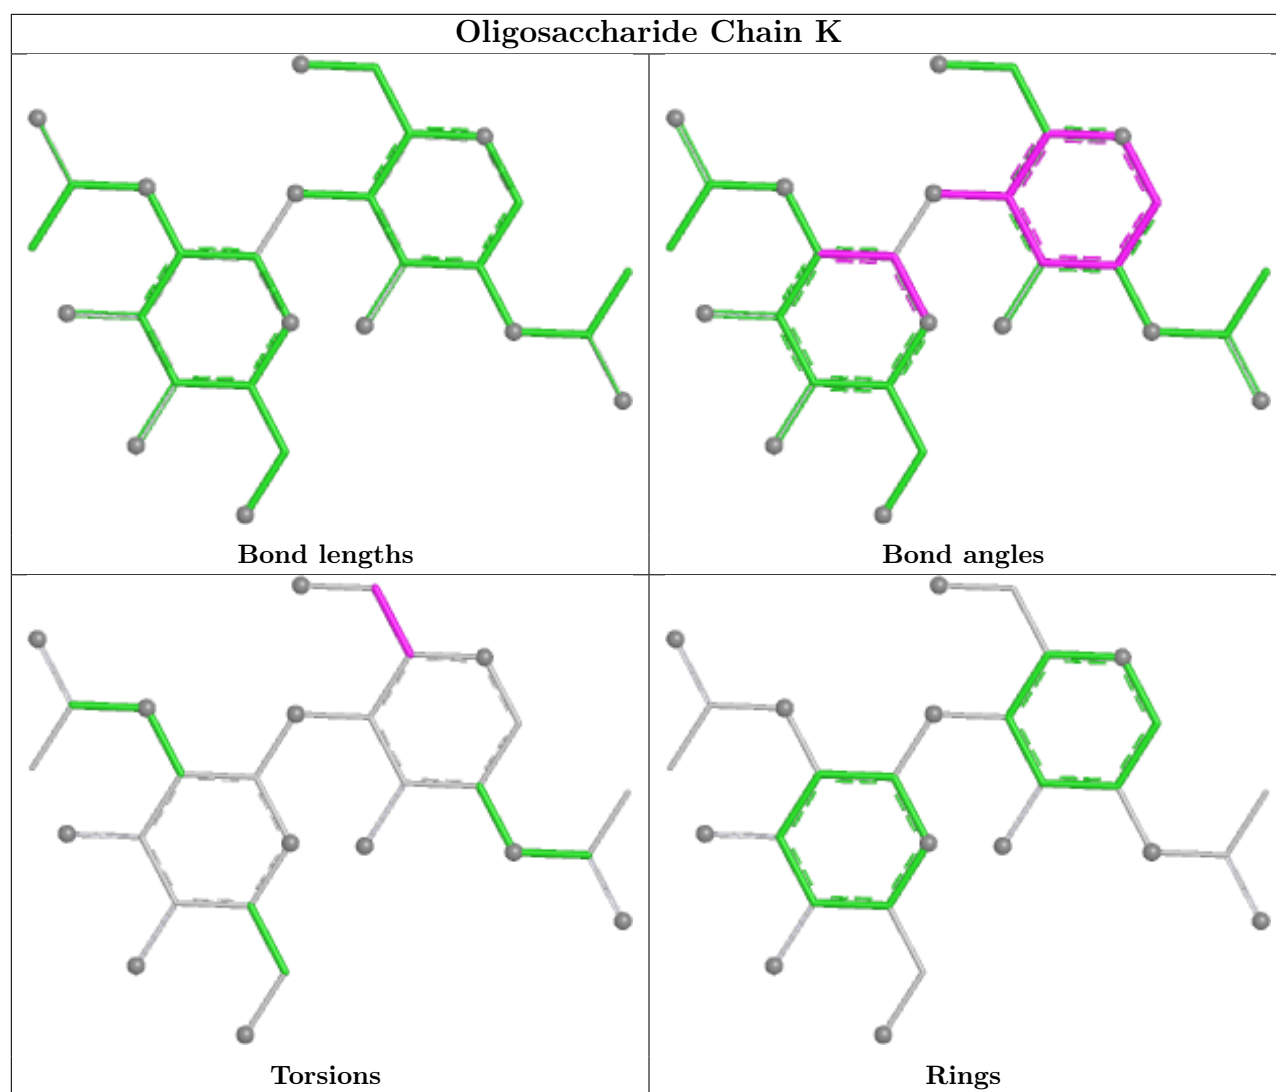 Oligosaccharide Chain K
Bond lengths
Bond angles
Torsions
Rings